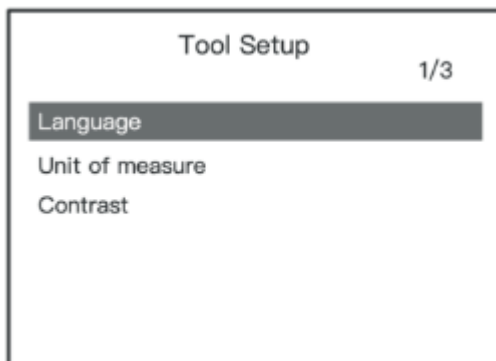 Tool Setup
1/3
Language
Unit of measure
Contrast